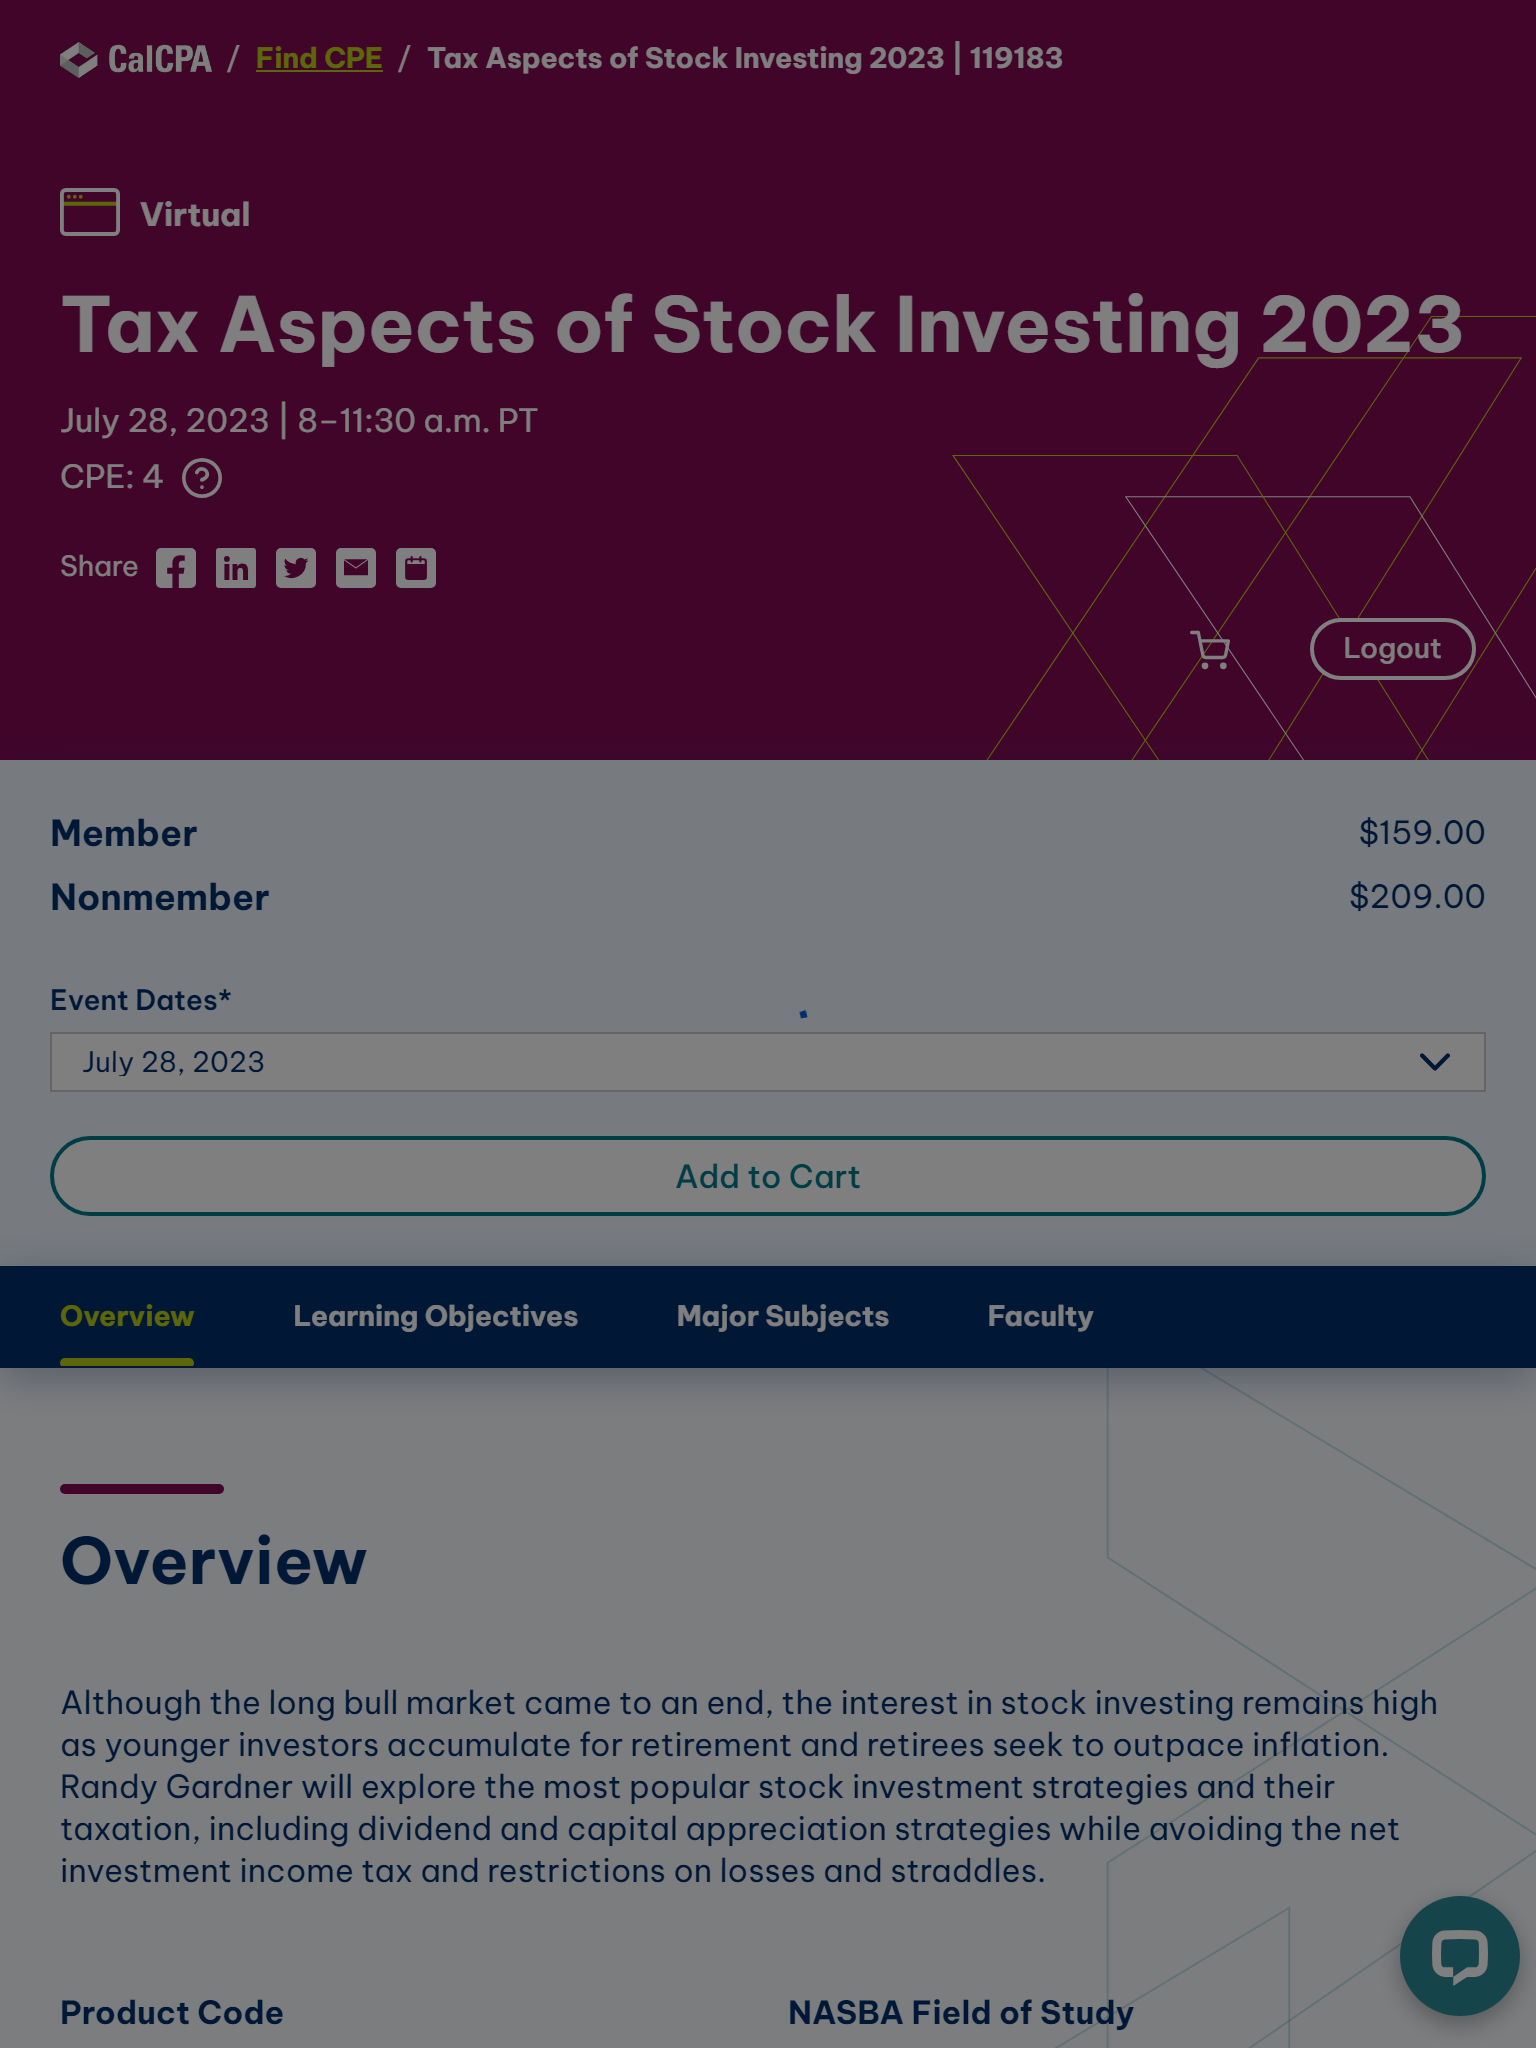 CalCPA / Find CPE / Tax Aspects of Stock Investing 2023 | 119183
Virtual
Tax Aspects of Stock Investing 2023
July 28, 2023 | 8–11:30 a.m. PT
CPE: 4 ?
Share
Logout
Member $159.00
Nonmember $209.00
Event Dates*
July 28, 2023
Add to Cart
Overview Learning Objectives Major Subjects Faculty
Overview
Although the long bull market came to an end, the interest in stock investing remains high
as younger investors accumulate for retirement and retirees seek to outpace inflation.
Randy Gardner will explore the most popular stock investment strategies and their
taxation, including dividend and capital appreciation strategies while avoiding the net
investment income tax and restrictions on losses and straddles.
Product Code NASBA Field of Study